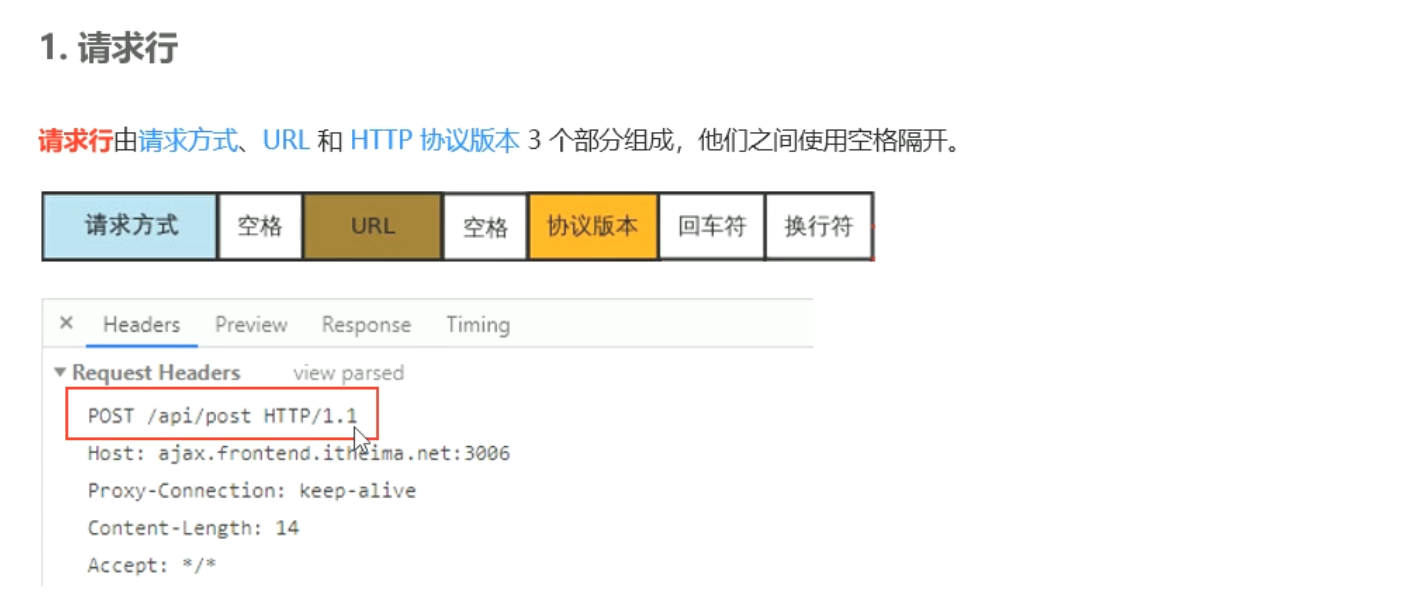 1. 请求行
请求行由请求方式、URL 和 HTTP 协议版本 3 个部分组成，他们之间使用空格隔开。
请求方式 空格 URL 空格 协议版本 回车符 换行符
× Headers Preview Response Timing
▼ Request Headers view parsed
POST /api/post HTTP/1.1
Host: ajax.frontend.itheima.net:3006
Proxy-Connection: keep-alive
Content-Length: 14
Accept: */*